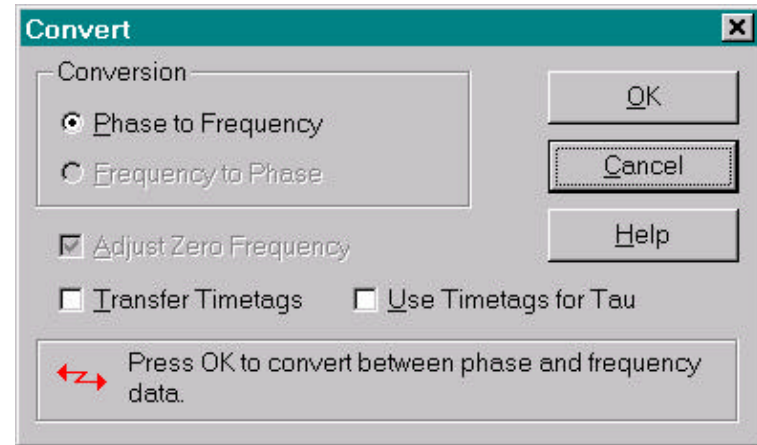 Convert
Conversion
Phase to Frequency
Frequency to Phase
OK
Cancel
Help
Adjust Zero Frequency
Transfer Timetags
Use Timetags for Tau
Press OK to convert between phase and frequency
data.